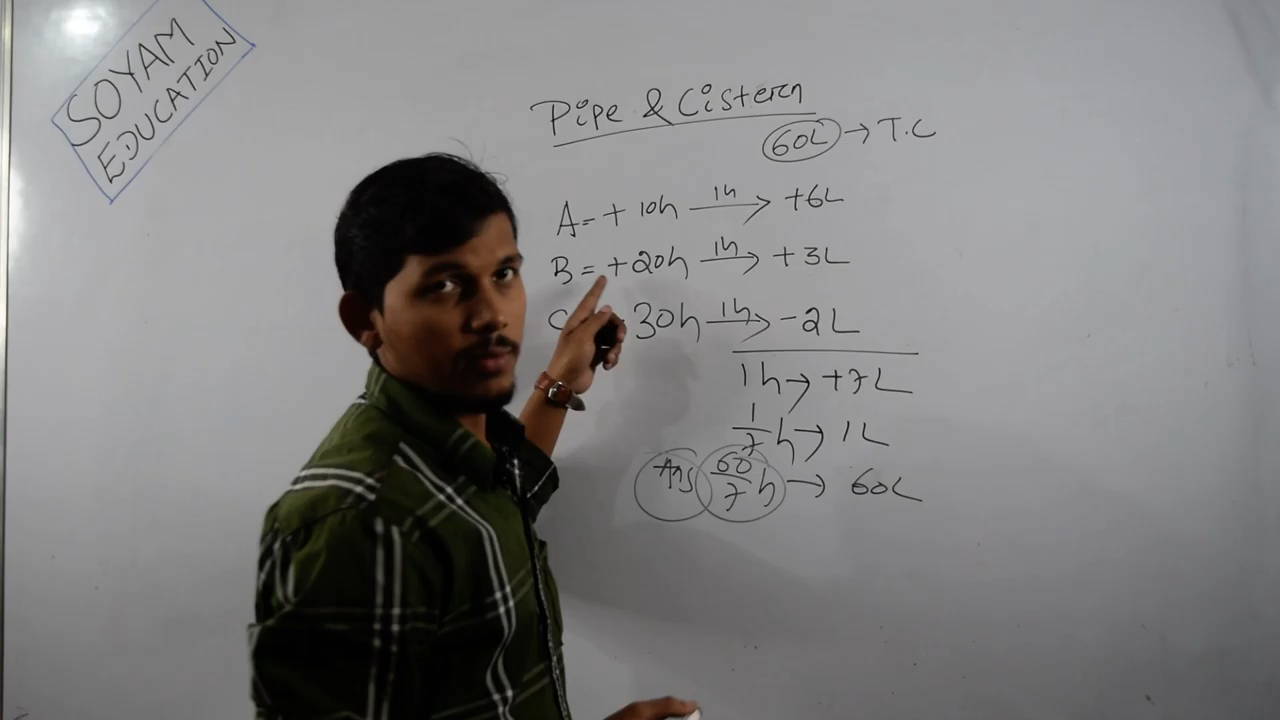 SOYAM
EDUCATION
Pipe & Cistern
60L → T.C
A = + 10h 1h → +6L
B = + 20h 1h → + 3L
C 30h 1h → -2L
1h → +7L
1/7 h → 1L
Ans 60/7 h → 60L